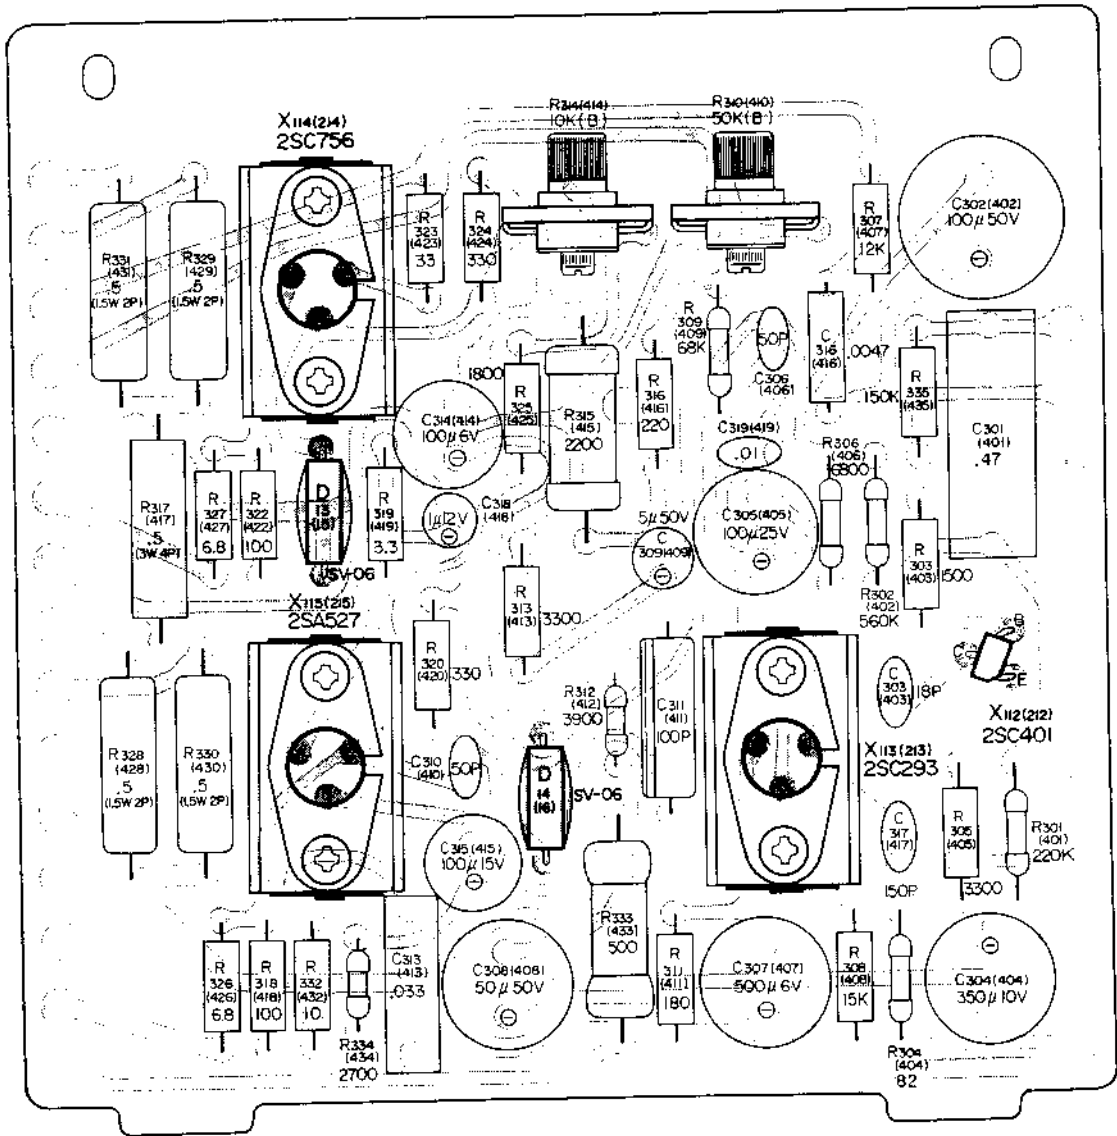 X114(214)
2SC756
R314(414)
10K(B)
R310(410)
50K(B)
C302(402)
100μ50V
R
307
(407)
12K
R331
(431)
.5
(1.5W 2P)
R329
(429)
.5
(1.5W 2P)
R
323
(423)
33
R
324
(424)
330
R
309
(409)
68K
50P
C306
(406)
C
316
(416)
.0047
150K
R
335
(435)
C301
(401)
.47
1800
R
325
(425)
R315
(415)
2200
R
316
(416)
220
C314(414)
100μ6V
C319(419)
.01
R306
(406)
6800
R317
(417)
.5
(3W 4P)
R
327
(427)
6.8
R
322
(422)
100
D
13
(15)
SV-06
R
319
(419)
3.3
1μ12V
C318
(418)
5μ50V
C
309(409)
C305(405)
100μ25V
R302
(402)
560K
R
303
(403)
1500
X115(215)
2SA527
R
320
(420)
330
R
313
(413)
3300
B
C
E
X112(212)
2SC401
R312
(412)
3900
C311
(411)
100P
C
303
(403)
18P
X113(213)
2SC293
R328
(428)
.5
(1.5W 2P)
R330
(430)
.5
(1.5W 2P)
C310
(410)
50P
D
14
(16)
SV-06
C
317
(417)
150P
R
305
(405)
3300
R301
(401)
220K
C315(415)
100μ15V
R
326
(426)
6.8
R
318
(418)
100
R
332
(432)
10
R334
(434)
2700
C313
(413)
.033
C308(408)
50μ50V
R333
(433)
500
R
311
(411)
180
C307(407)
500μ6V
R
308
(408)
15K
R304
(404)
82
C304(404)
350μ10V